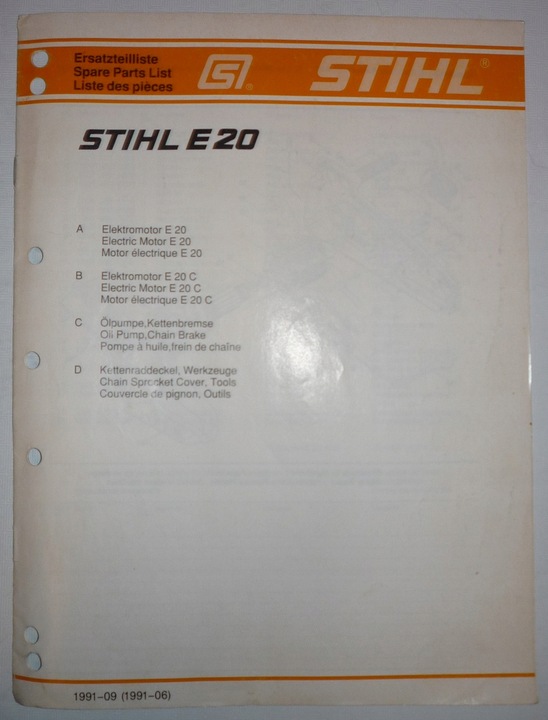 Ersatzteilliste
Spare Parts List
Liste des pièces
STIHL®
STIHL E 20
A Elektromotor E 20
Electric Motor E 20
Motor électrique E 20
B Elektromotor E 20 C
Electric Motor E 20 C
Motor électrique E 20 C
C Ölpumpe,Kettenbremse
Oil Pump,Chain Brake
Pompe à huile,frein de chaîne
D Kettenraddeckel, Werkzeuge
Chain Sprocket Cover, Tools
Couvercle de pignon, Outils
1991–09 (1991–06)